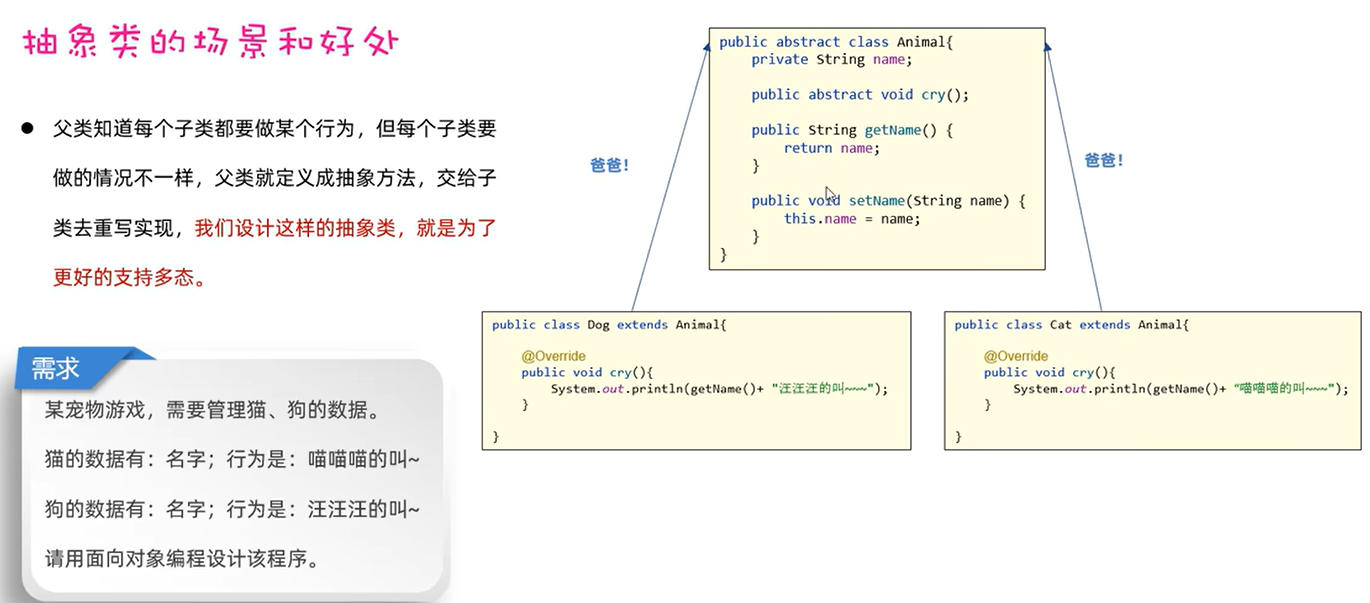 抽象类的场景和好处
● 父类知道每个子类都要做某个行为，但每个子类要
做的情况不一样，父类就定义成抽象方法，交给子
类去重写实现，我们设计这样的抽象类，就是为了
更好的支持多态。
需求
某宠物游戏，需要管理猫、狗的数据。
猫的数据有：名字；行为是：喵喵喵的叫~
狗的数据有：名字；行为是：汪汪汪的叫~
请用面向对象编程设计该程序。
public abstract class Animal{
private String name;
public abstract void cry();
public String getName() {
return name;
}
public void setName(String name) {
this.name = name;
}
}
爸爸！
爸爸！
public class Dog extends Animal{
@Override
public void cry(){
System.out.println(getName()+ "汪汪汪的叫~~~");
}
}
public class Cat extends Animal{
@Override
public void cry(){
System.out.println(getName()+ “喵喵喵的叫~~~");
}
}